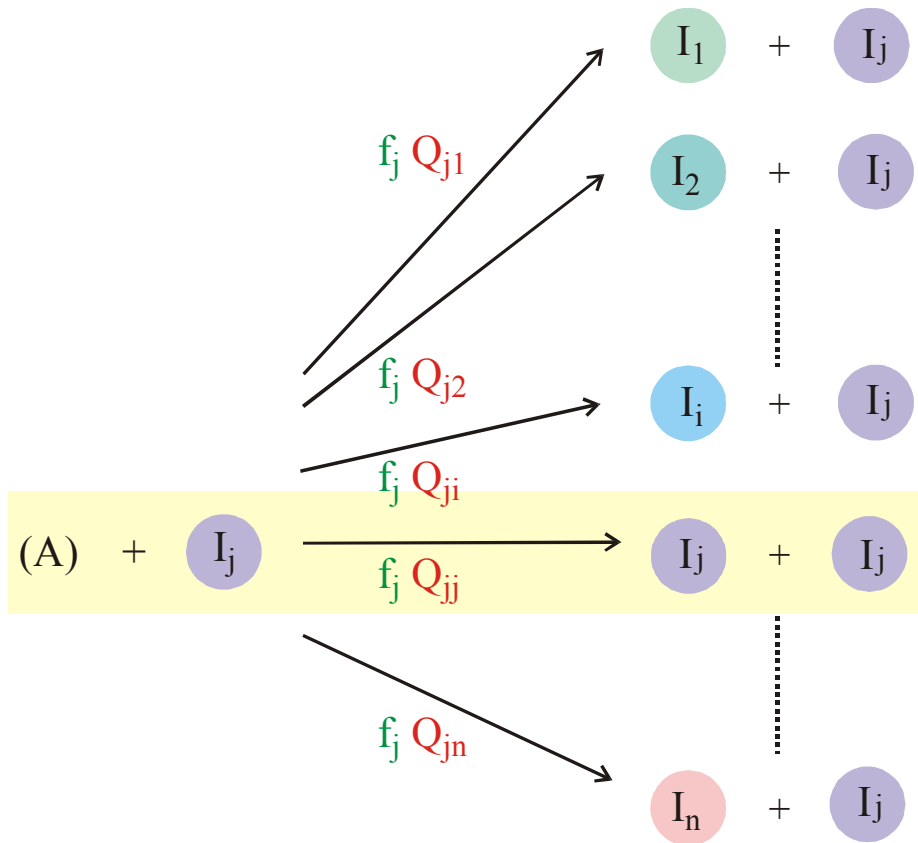 I₁ + Iⱼ
fⱼ Qⱼ₁
I₂ + Iⱼ
fⱼ Qⱼ₂
Iᵢ + Iⱼ
fⱼ Qⱼᵢ
(A) + Iⱼ Iⱼ + Iⱼ
fⱼ Qⱼⱼ
fⱼ Qⱼₙ
Iₙ + Iⱼ